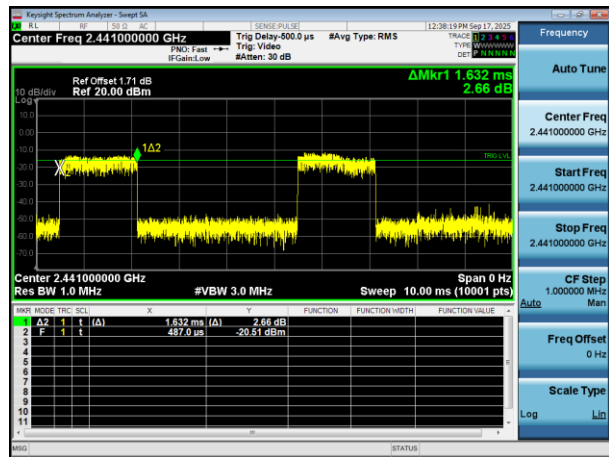 Keysight Spectrum Analyzer - Swept SA
RL RF 50 Ω AC SENSE:PULSE 12:38:19 PM Sep 17, 2025
Center Freq 2.441000000 GHz
Trig Delay-500.0 µs #Avg Type: RMS TRACE 1 2 3 4 5 6
PNO: Fast Trig: Video TYPE WWWWWW
IFGain:Low #Atten: 30 dB DET P NNNNN
Frequency
Ref Offset 1.71 dB
10 dB/div Ref 20.00 dBm
Log
ΔMkr1 1.632 ms
2.66 dB
10.0
0.00
-10.0
-20.0
-30.0
-40.0
-50.0
-60.0
-70.0
1Δ2
TRIG LVL
Center 2.441000000 GHz Span 0 Hz
Res BW 1.0 MHz #VBW 3.0 MHz Sweep 10.00 ms (10001 pts)
MKR MODE TRC SCL X Y FUNCTION FUNCTION WIDTH FUNCTION VALUE
1 Δ2 1 t (Δ) 1.632 ms (Δ) 2.66 dB
2 F 1 t 487.0 µs -20.51 dBm
3
4
5
6
7
8
9
10
11
MSG STATUS
Auto Tune
Center Freq
2.441000000 GHz
Start Freq
2.441000000 GHz
Stop Freq
2.441000000 GHz
CF Step
1.000000 MHz
Auto Man
Freq Offset
0 Hz
Scale Type
Log Lin